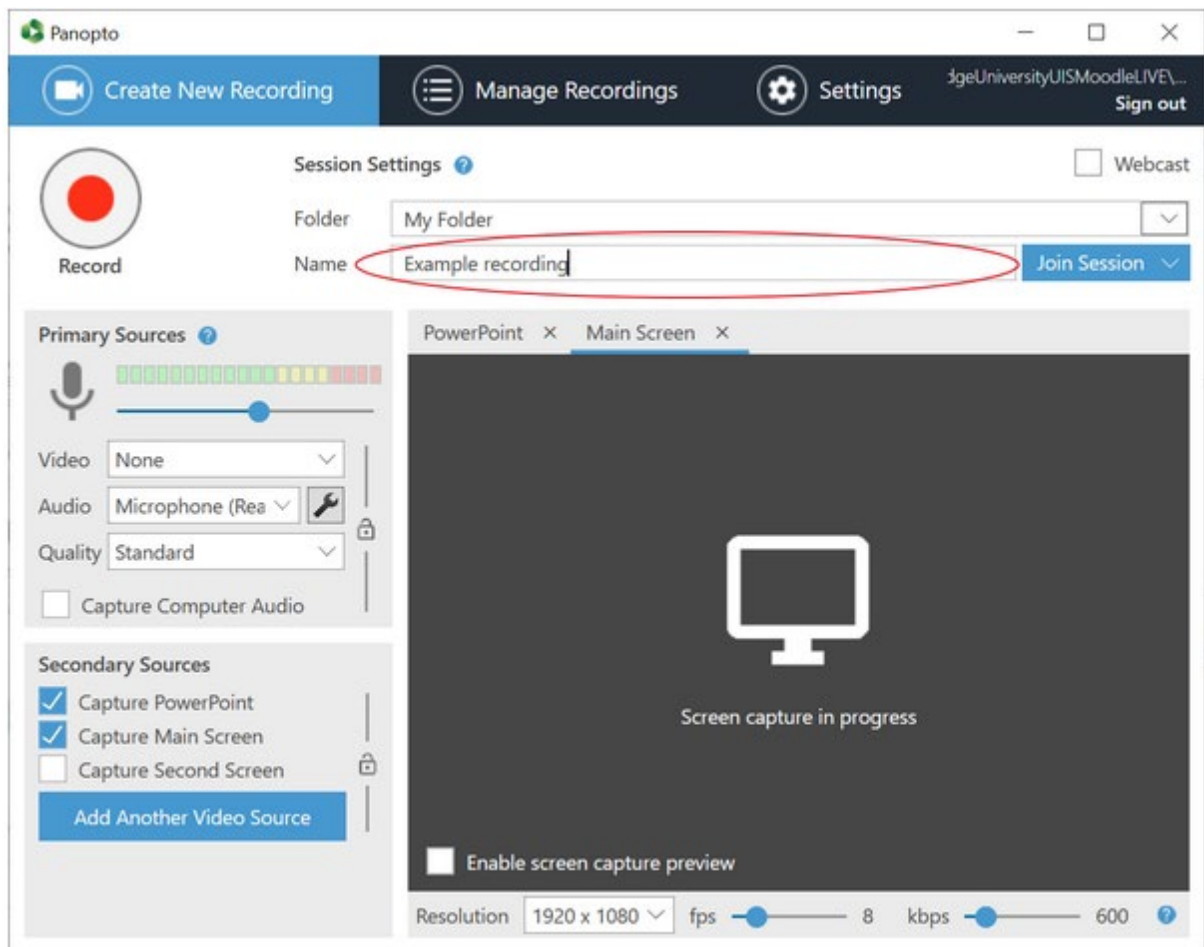 Panopto
Create New Recording Manage Recordings Settings dgeUniversityUISMoodleLIVE\...
Sign out
Session Settings ? Webcast
Folder My Folder
Record Name Example recording Join Session
Primary Sources ?
PowerPoint × Main Screen ×
Video None
Audio Microphone (Rea
Quality Standard
Capture Computer Audio
Secondary Sources
Capture PowerPoint
Capture Main Screen
Capture Second Screen
Add Another Video Source
Screen capture in progress
Enable screen capture preview
Resolution 1920 x 1080 fps 8 kbps 600 ?